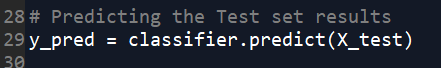 28 # Predicting the Test set results
29 y_pred = classifier.predict(X_test)
30